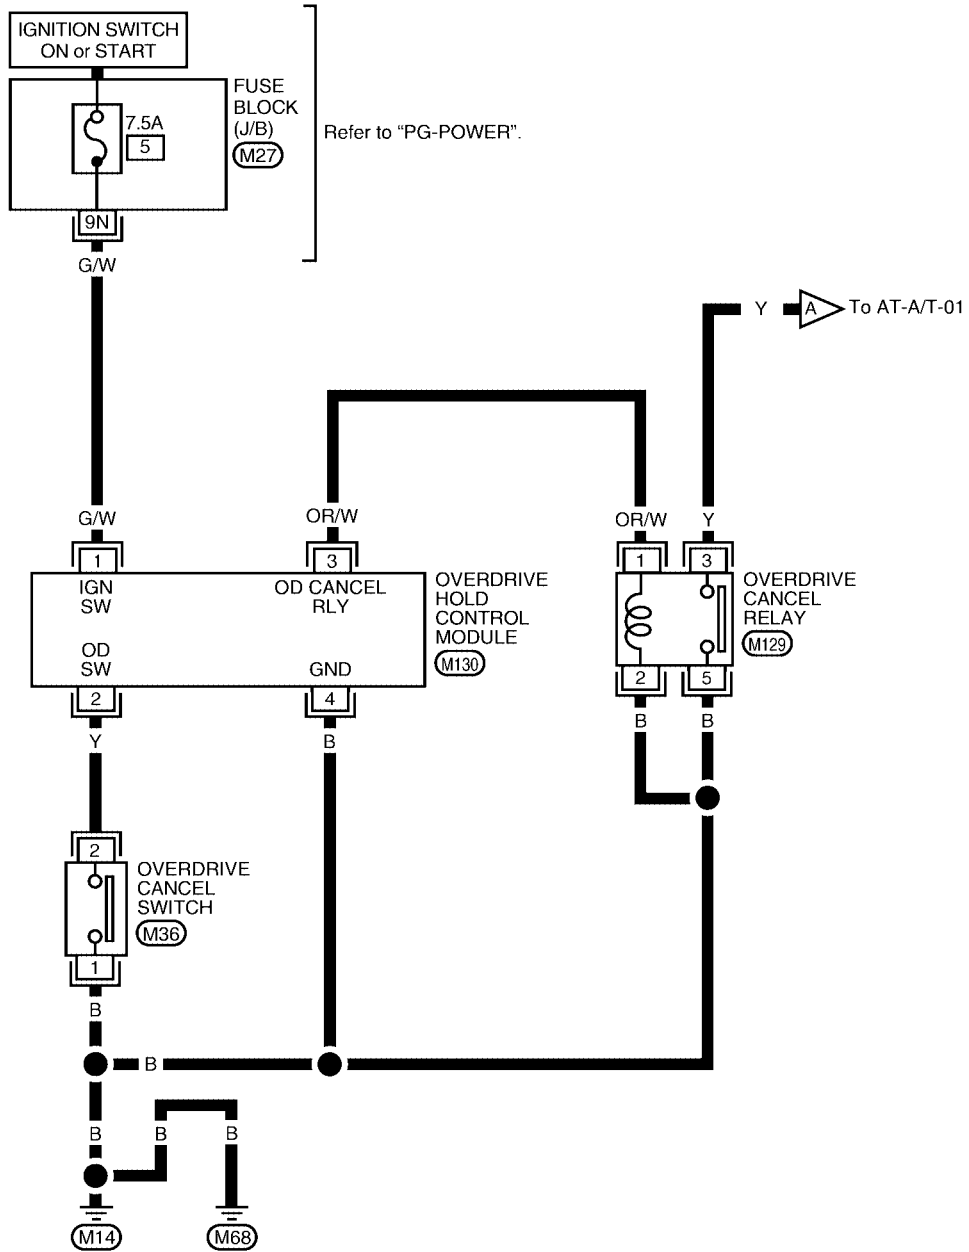 IGNITION SWITCH
ON or START
FUSE
BLOCK
(J/B)
M27
7.5A
5
Refer to “PG-POWER”.
9N
G/W
Y
A
To AT-A/T-01
G/W
OR/W
OR/W
Y
1
3
1
3
IGN
SW
OD CANCEL
RLY
OVERDRIVE
HOLD
CONTROL
MODULE
M130
OVERDRIVE
CANCEL
RELAY
M129
OD
SW
GND
2
4
2
5
Y
B
B
B
2
OVERDRIVE
CANCEL
SWITCH
M36
1
B
B
B
B
B
M14
M68